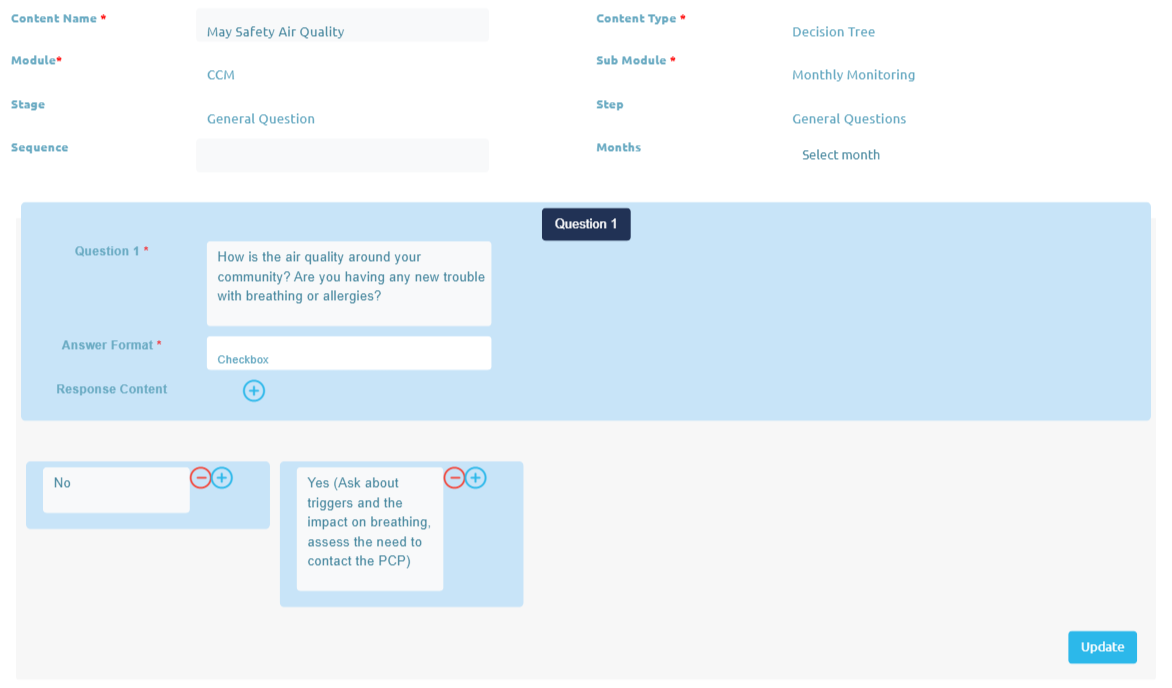 Content Name *
May Safety Air Quality
Content Type *
Decision Tree
Module*
CCM
Sub Module *
Monthly Monitoring
Stage
General Question
Step
General Questions
Sequence
Months
Select month
Question 1
Question 1 *
How is the air quality around your
community? Are you having any new trouble
with breathing or allergies?
Answer Format *
Checkbox
Response Content
No
Yes (Ask about
triggers and the
impact on breathing,
assess the need to
contact the PCP)
Update